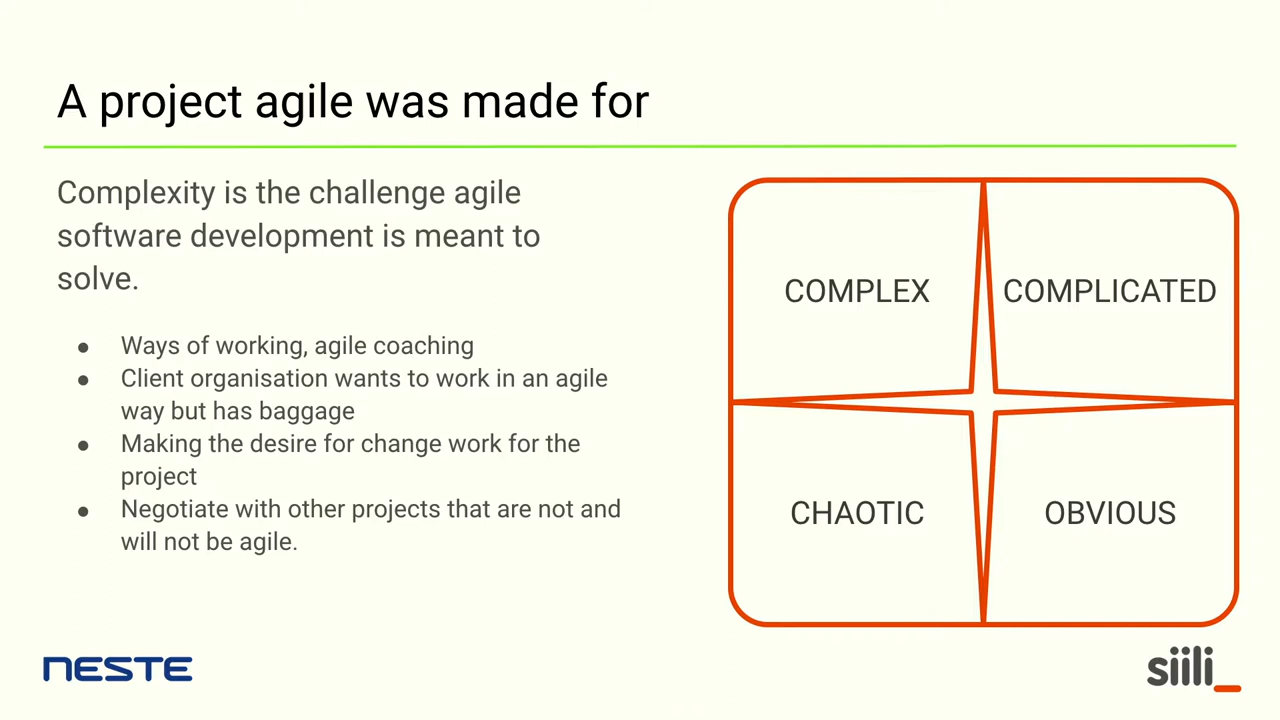 A project agile was made for
Complexity is the challenge agile
software development is meant to
solve.
● Ways of working, agile coaching
● Client organisation wants to work in an agile
way but has baggage
● Making the desire for change work for the
project
● Negotiate with other projects that are not and
will not be agile.
COMPLEX
COMPLICATED
CHAOTIC
OBVIOUS
NESTE
siili_